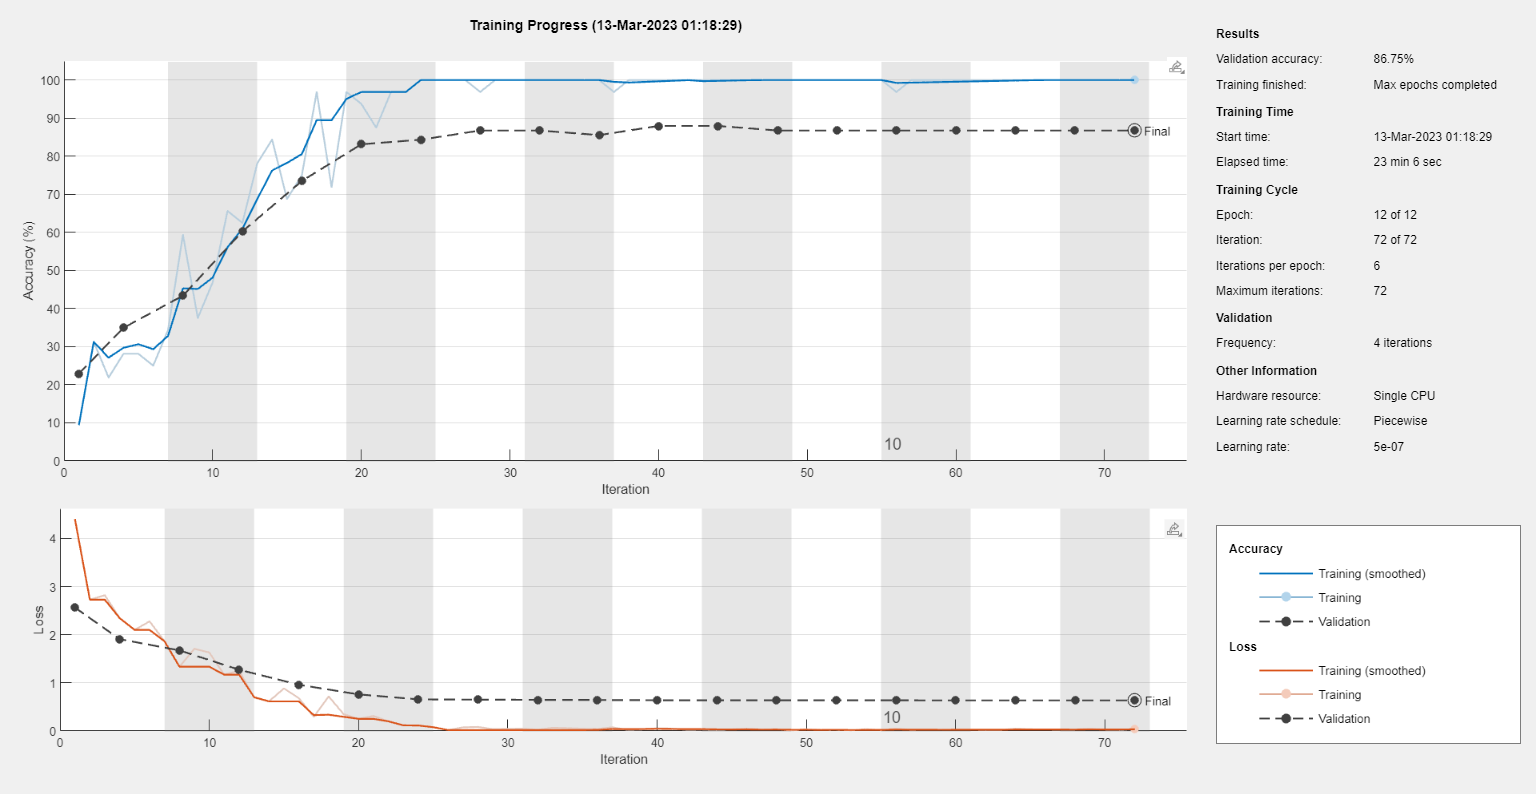 Training Progress (13-Mar-2023 01:18:29)
100
90
80
70
60
50
40
30
20
10
0
Accuracy (%)
Final
10
0 10 20 30 40 50 60 70
Iteration
4
3
2
1
0
Loss
Final
10
0 10 20 30 40 50 60 70
Iteration
Results
Validation accuracy: 86.75%
Training finished: Max epochs completed
Training Time
Start time: 13-Mar-2023 01:18:29
Elapsed time: 23 min 6 sec
Training Cycle
Epoch: 12 of 12
Iteration: 72 of 72
Iterations per epoch: 6
Maximum iterations: 72
Validation
Frequency: 4 iterations
Other Information
Hardware resource: Single CPU
Learning rate schedule: Piecewise
Learning rate: 5e-07
Accuracy
Training (smoothed)
Training
Validation
Loss
Training (smoothed)
Training
Validation